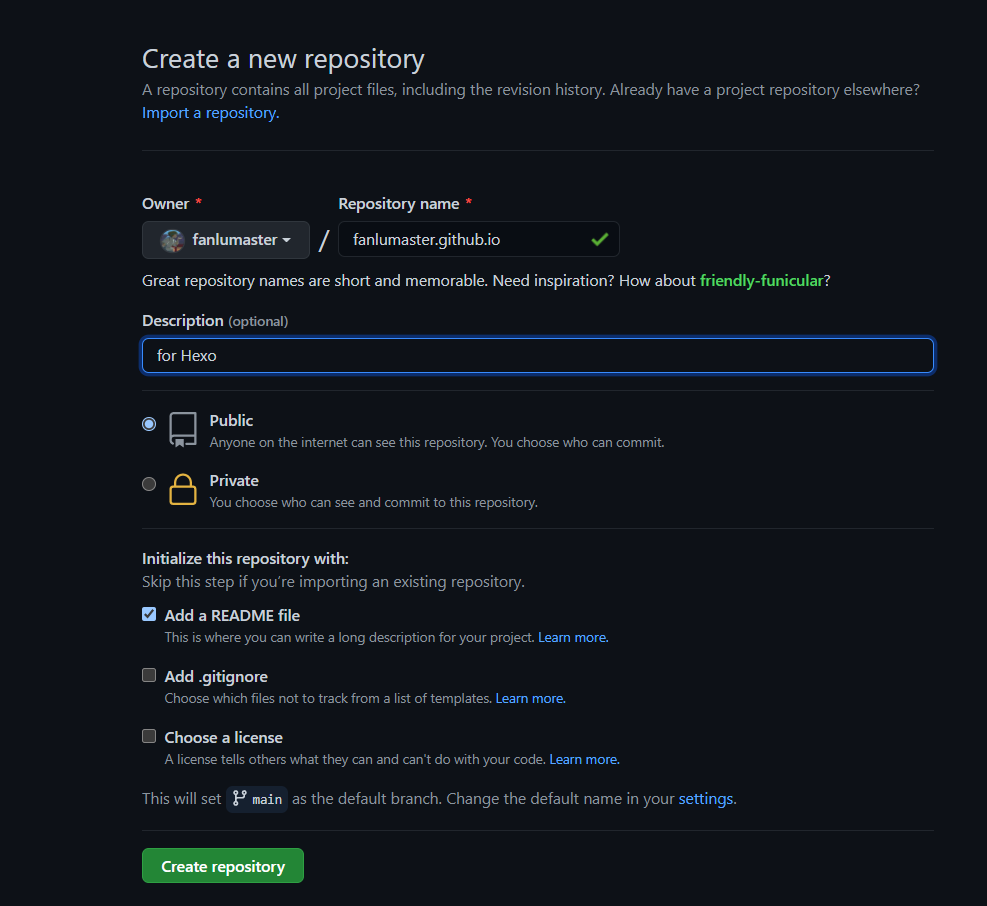 Create a new repository
A repository contains all project files, including the revision history. Already have a project repository elsewhere?
Import a repository.
Owner *
Repository name *
fanlumaster
/
fanlumaster.github.io
Great repository names are short and memorable. Need inspiration? How about friendly-funicular?
Description (optional)
for Hexo
Public
Anyone on the internet can see this repository. You choose who can commit.
Private
You choose who can see and commit to this repository.
Initialize this repository with:
Skip this step if you're importing an existing repository.
Add a README file
This is where you can write a long description for your project. Learn more.
Add .gitignore
Choose which files not to track from a list of templates. Learn more.
Choose a license
A license tells others what they can and can't do with your code. Learn more.
This will set main as the default branch. Change the default name in your settings.
Create repository